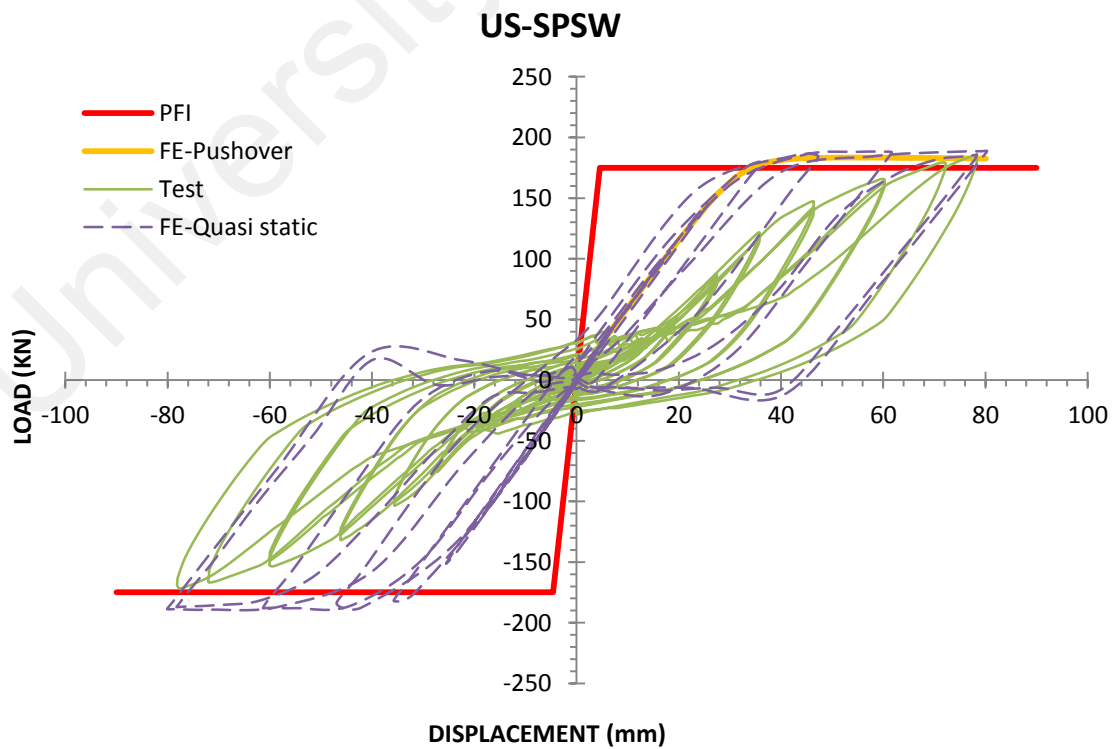 US-SPSW
University
PFI
FE-Pushover
Test
FE-Quasi static
250
200
150
100
50
0
-50
-100
-150
-200
-250
-100 -80 -60 -40 -20 0 20 40 60 80 100
LOAD (KN)
DISPLACEMENT (mm)